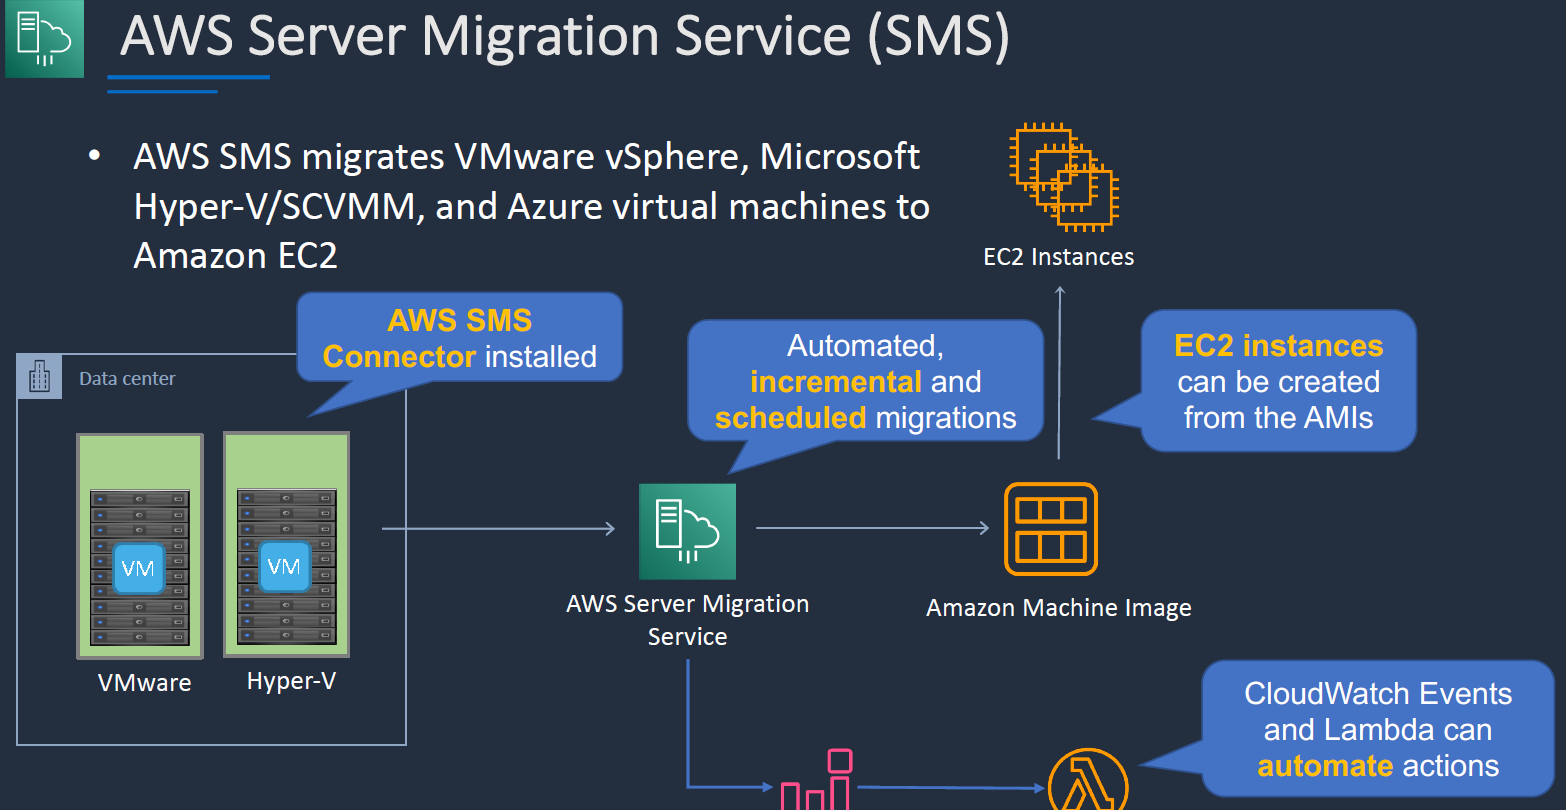 AWS Server Migration Service (SMS)
• AWS SMS migrates VMware vSphere, Microsoft
Hyper-V/SCVMM, and Azure virtual machines to
Amazon EC2
EC2 Instances
AWS SMS
Connector installed
Automated,
incremental and
scheduled migrations
EC2 instances
can be created
from the AMIs
Data center
VM
VM
VMware
Hyper-V
AWS Server Migration
Service
Amazon Machine Image
CloudWatch Events
and Lambda can
automate actions